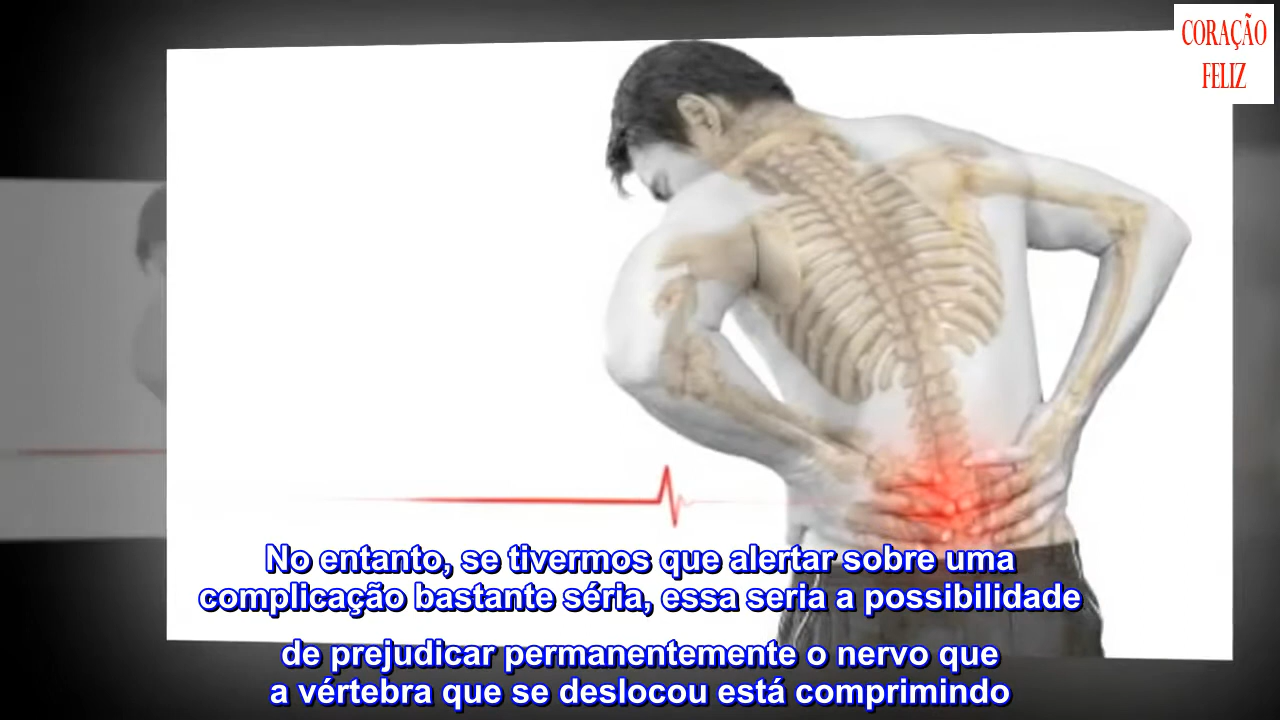 CORAÇÃO
FELIZ
No entanto, se tivermos que alertar sobre uma
complicação bastante séria, essa seria a possibilidade
de prejudicar permanentemente o nervo que
a vértebra que se deslocou está comprimindo